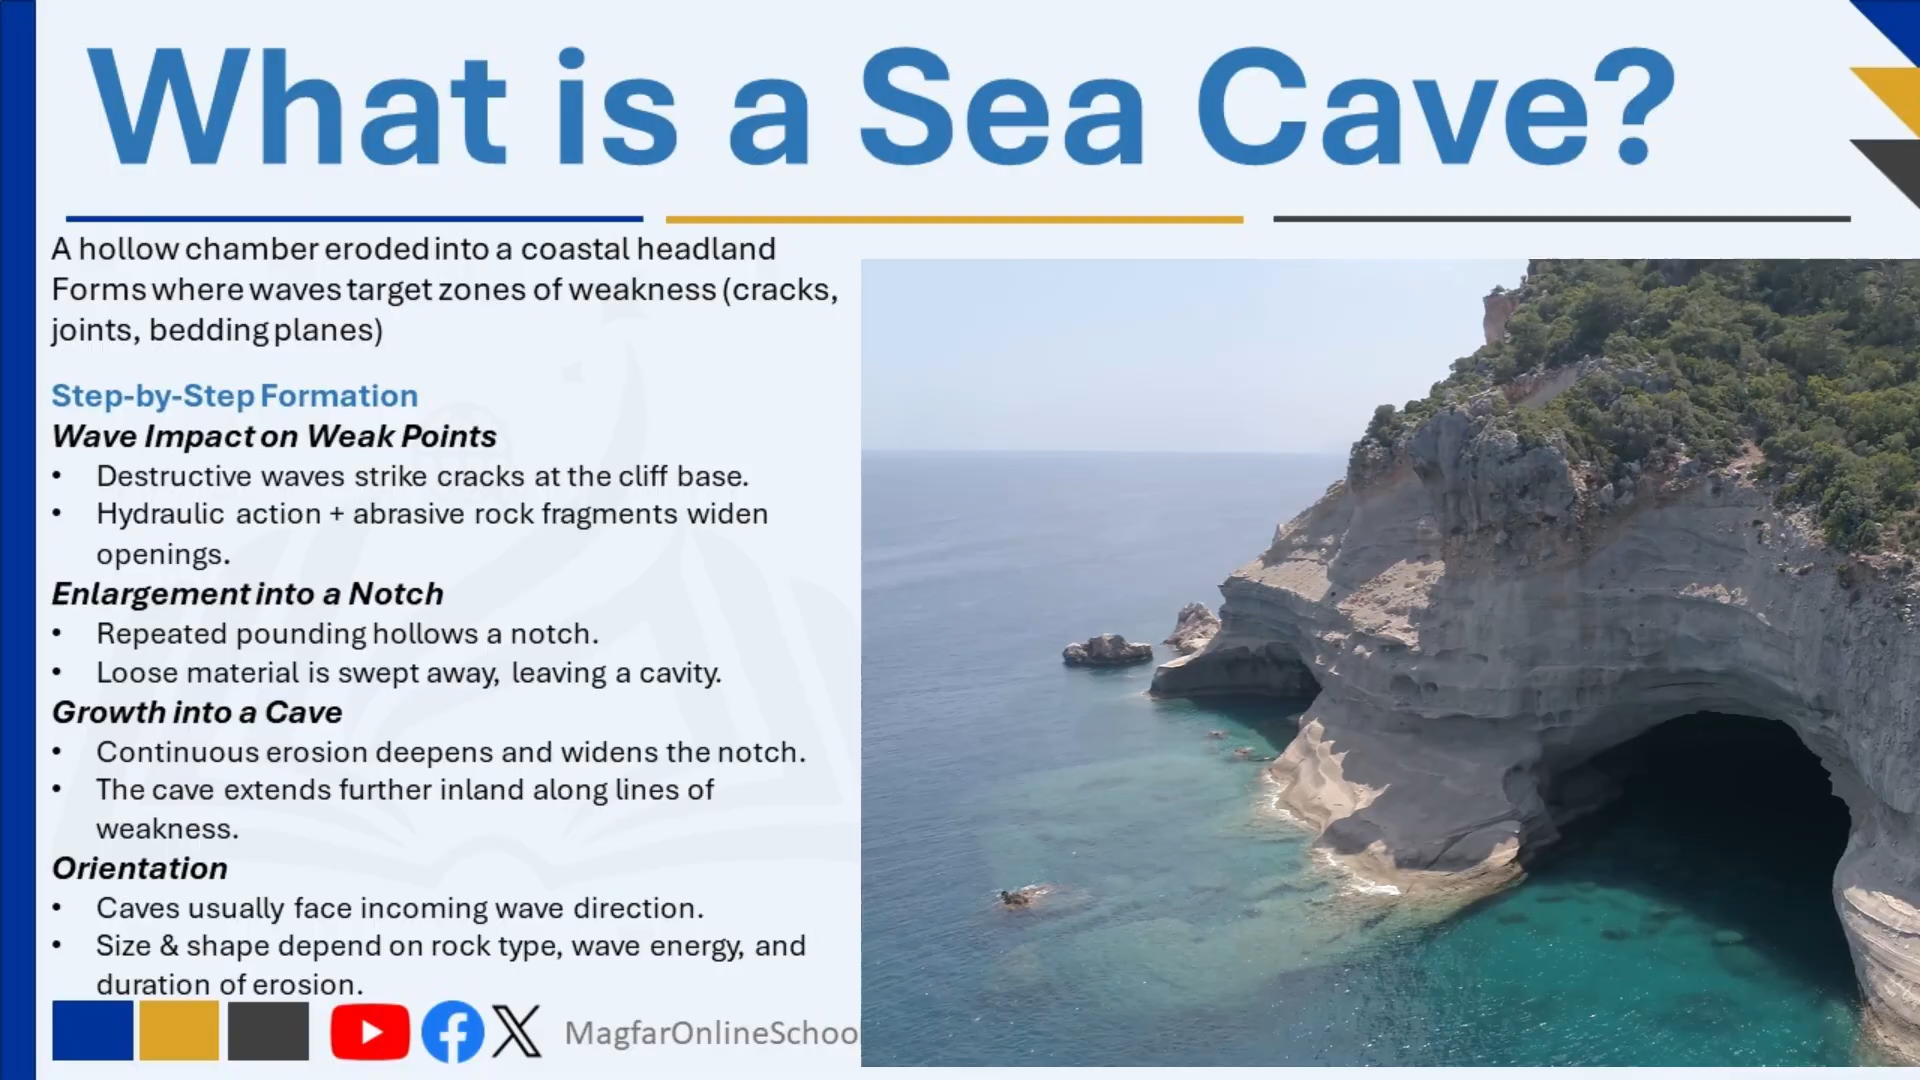 What is a Sea Cave?
A hollow chamber eroded into a coastal headland
Forms where waves target zones of weakness (cracks,
joints, bedding planes)
Step-by-Step Formation
Wave Impact on Weak Points
• Destructive waves strike cracks at the cliff base.
• Hydraulic action + abrasive rock fragments widen
openings.
Enlargement into a Notch
• Repeated pounding hollows a notch.
• Loose material is swept away, leaving a cavity.
Growth into a Cave
• Continuous erosion deepens and widens the notch.
• The cave extends further inland along lines of
weakness.
Orientation
• Caves usually face incoming wave direction.
• Size & shape depend on rock type, wave energy, and
duration of erosion.
MagfarOnlineSchoo